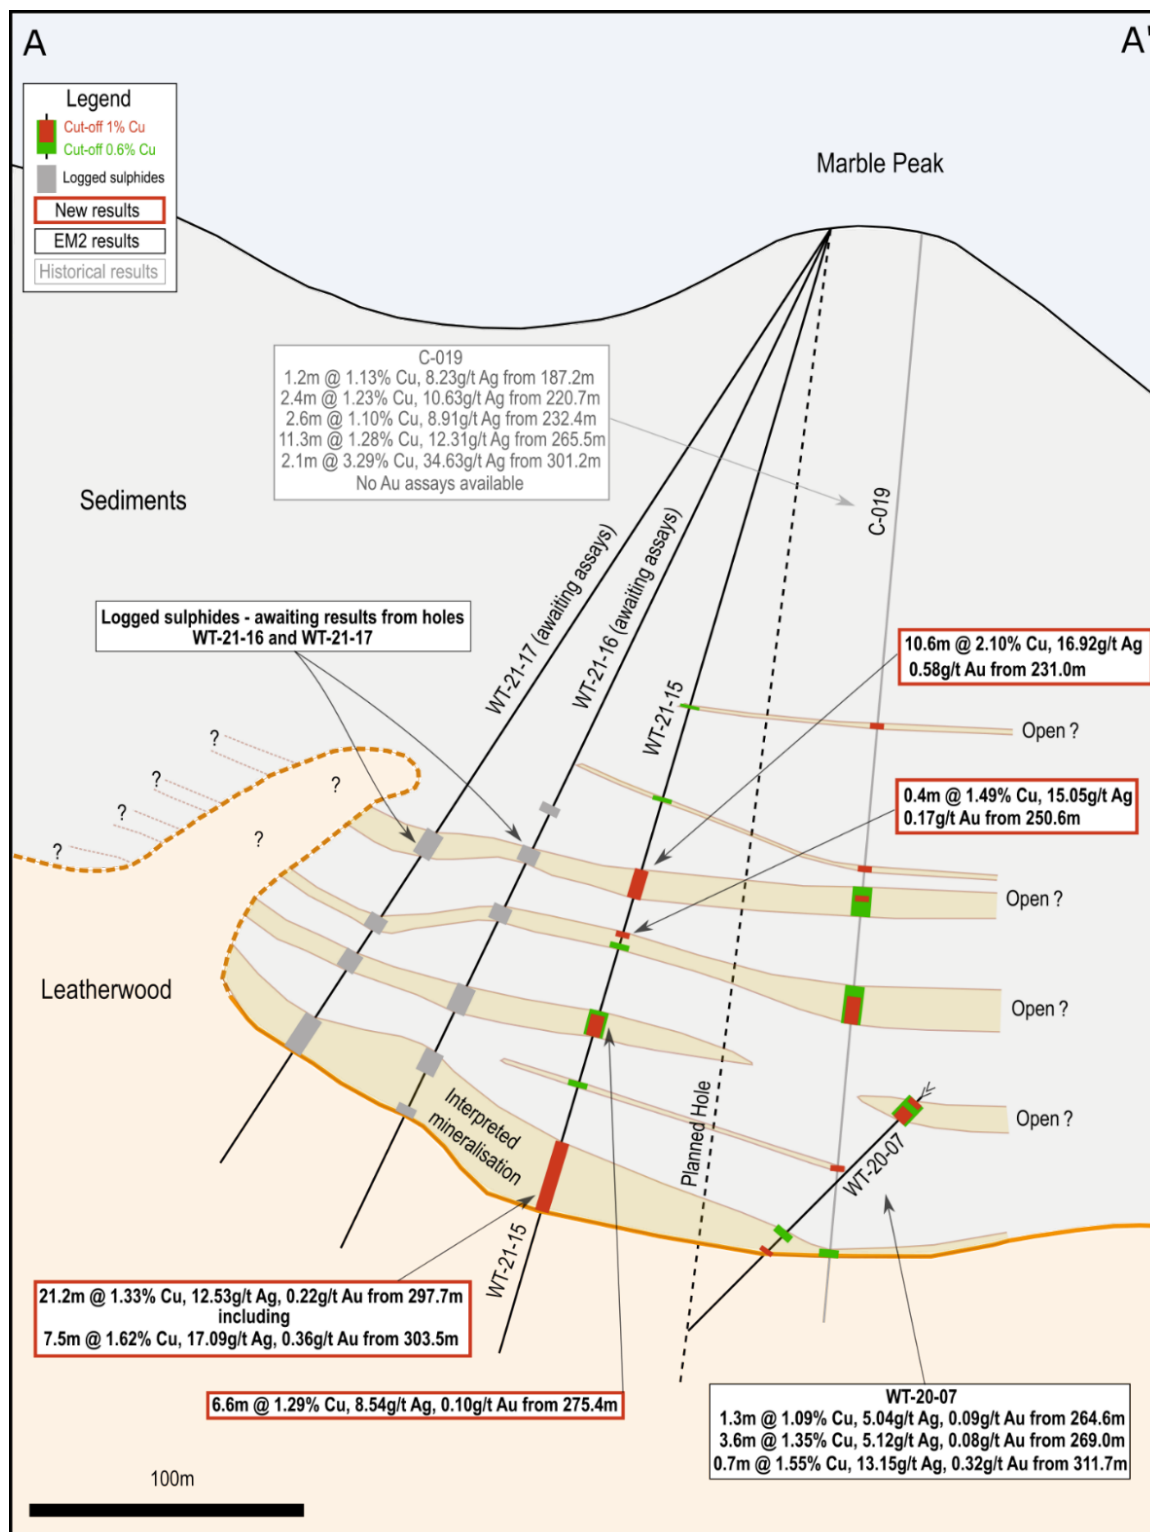 A
A'
Legend
Cut-off 1% Cu
Cut-off 0.6% Cu
Logged sulphides
New results
EM2 results
Historical results
Marble Peak
C-019
1.2m @ 1.13% Cu, 8.23g/t Ag from 187.2m
2.4m @ 1.23% Cu, 10.63g/t Ag from 220.7m
2.6m @ 1.10% Cu, 8.91g/t Ag from 232.4m
11.3m @ 1.28% Cu, 12.31g/t Ag from 265.5m
2.1m @ 3.29% Cu, 34.63g/t Ag from 301.2m
No Au assays available
Sediments
C-019
WT-21-17 (awaiting assays)
WT-21-16 (awaiting assays)
WT-21-15
Logged sulphides - awaiting results from holes
WT-21-16 and WT-21-17
10.6m @ 2.10% Cu, 16.92g/t Ag
0.58g/t Au from 231.0m
Open ?
0.4m @ 1.49% Cu, 15.05g/t Ag
0.17g/t Au from 250.6m
?
?
?
?
?
?
Open ?
Leatherwood
Open ?
Interpreted
mineralisation
Planned Hole
WT-20-07
Open ?
WT-21-15
21.2m @ 1.33% Cu, 12.53g/t Ag, 0.22g/t Au from 297.7m
including
7.5m @ 1.62% Cu, 17.09g/t Ag, 0.36g/t Au from 303.5m
6.6m @ 1.29% Cu, 8.54g/t Ag, 0.10g/t Au from 275.4m
WT-20-07
1.3m @ 1.09% Cu, 5.04g/t Ag, 0.09g/t Au from 264.6m
3.6m @ 1.35% Cu, 5.12g/t Ag, 0.08g/t Au from 269.0m
0.7m @ 1.55% Cu, 13.15g/t Ag, 0.32g/t Au from 311.7m
100m